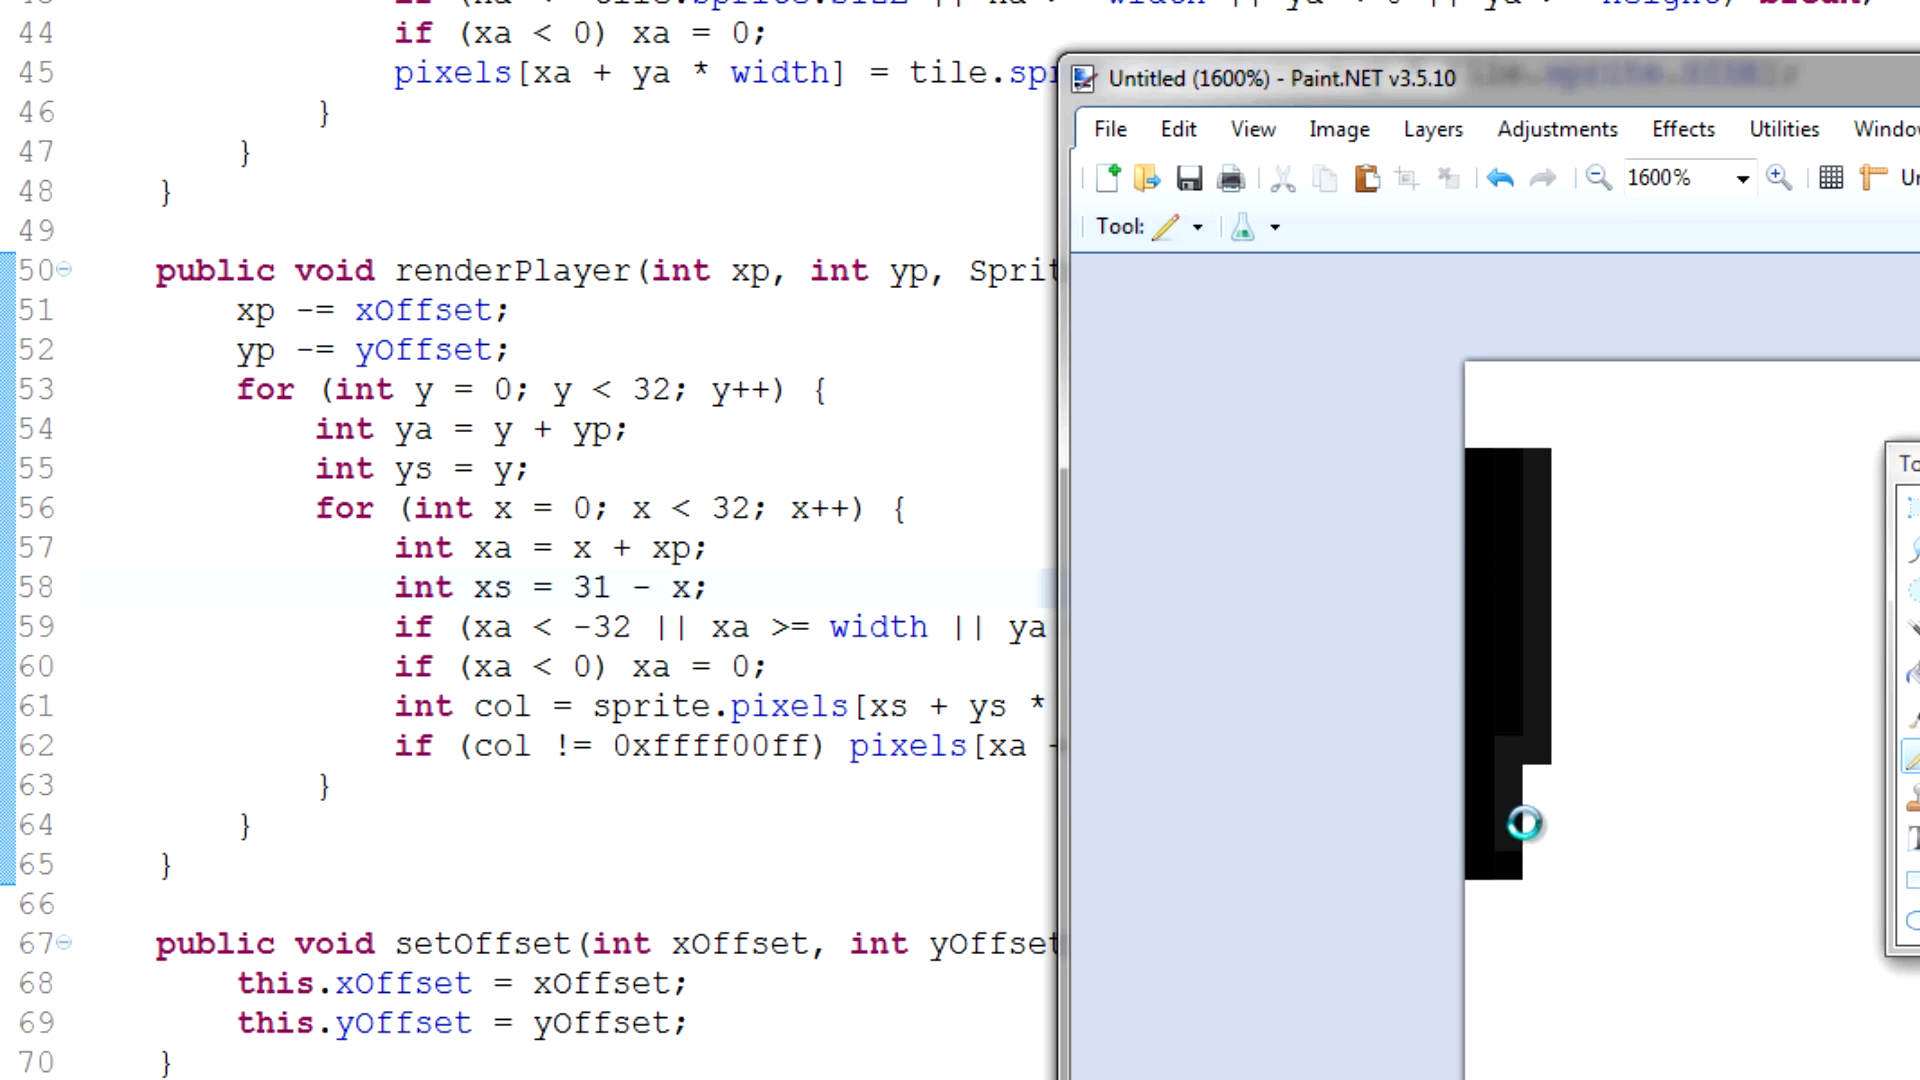 44 if (xa < 0) xa = 0;
45 pixels[xa + ya * width] = tile.spr
46 }
47 }
48 }
49
50 public void renderPlayer(int xp, int yp, Sprit
51 xp -= xOffset;
52 yp -= yOffset;
53 for (int y = 0; y < 32; y++) {
54 int ya = y + yp;
55 int ys = y;
56 for (int x = 0; x < 32; x++) {
57 int xa = x + xp;
58 int xs = 31 - x;
59 if (xa < -32 || xa >= width || ya
60 if (xa < 0) xa = 0;
61 int col = sprite.pixels[xs + ys *
62 if (col != 0xffff00ff) pixels[xa
63 }
64 }
65 }
66
67 public void setOffset(int xOffset, int yOffset
68 this.xOffset = xOffset;
69 this.yOffset = yOffset;
70 }
Untitled (1600%) - Paint.NET v3.5.10
File Edit View Image Layers Adjustments Effects Utilities Window
1600% Un
Tool:
To